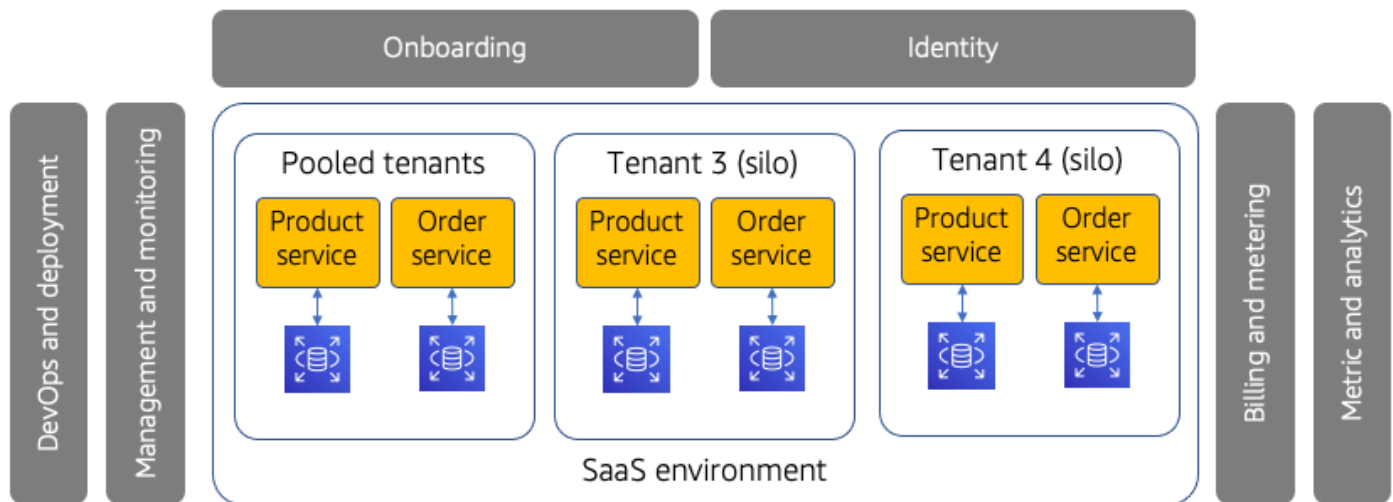 Onboarding
Identity
DevOps and deployment
Management and monitoring
Pooled tenants
Product
service
Order
service
Tenant 3 (silo)
Product
service
Order
service
Tenant 4 (silo)
Product
service
Order
service
SaaS environment
Billing and metering
Metric and analytics